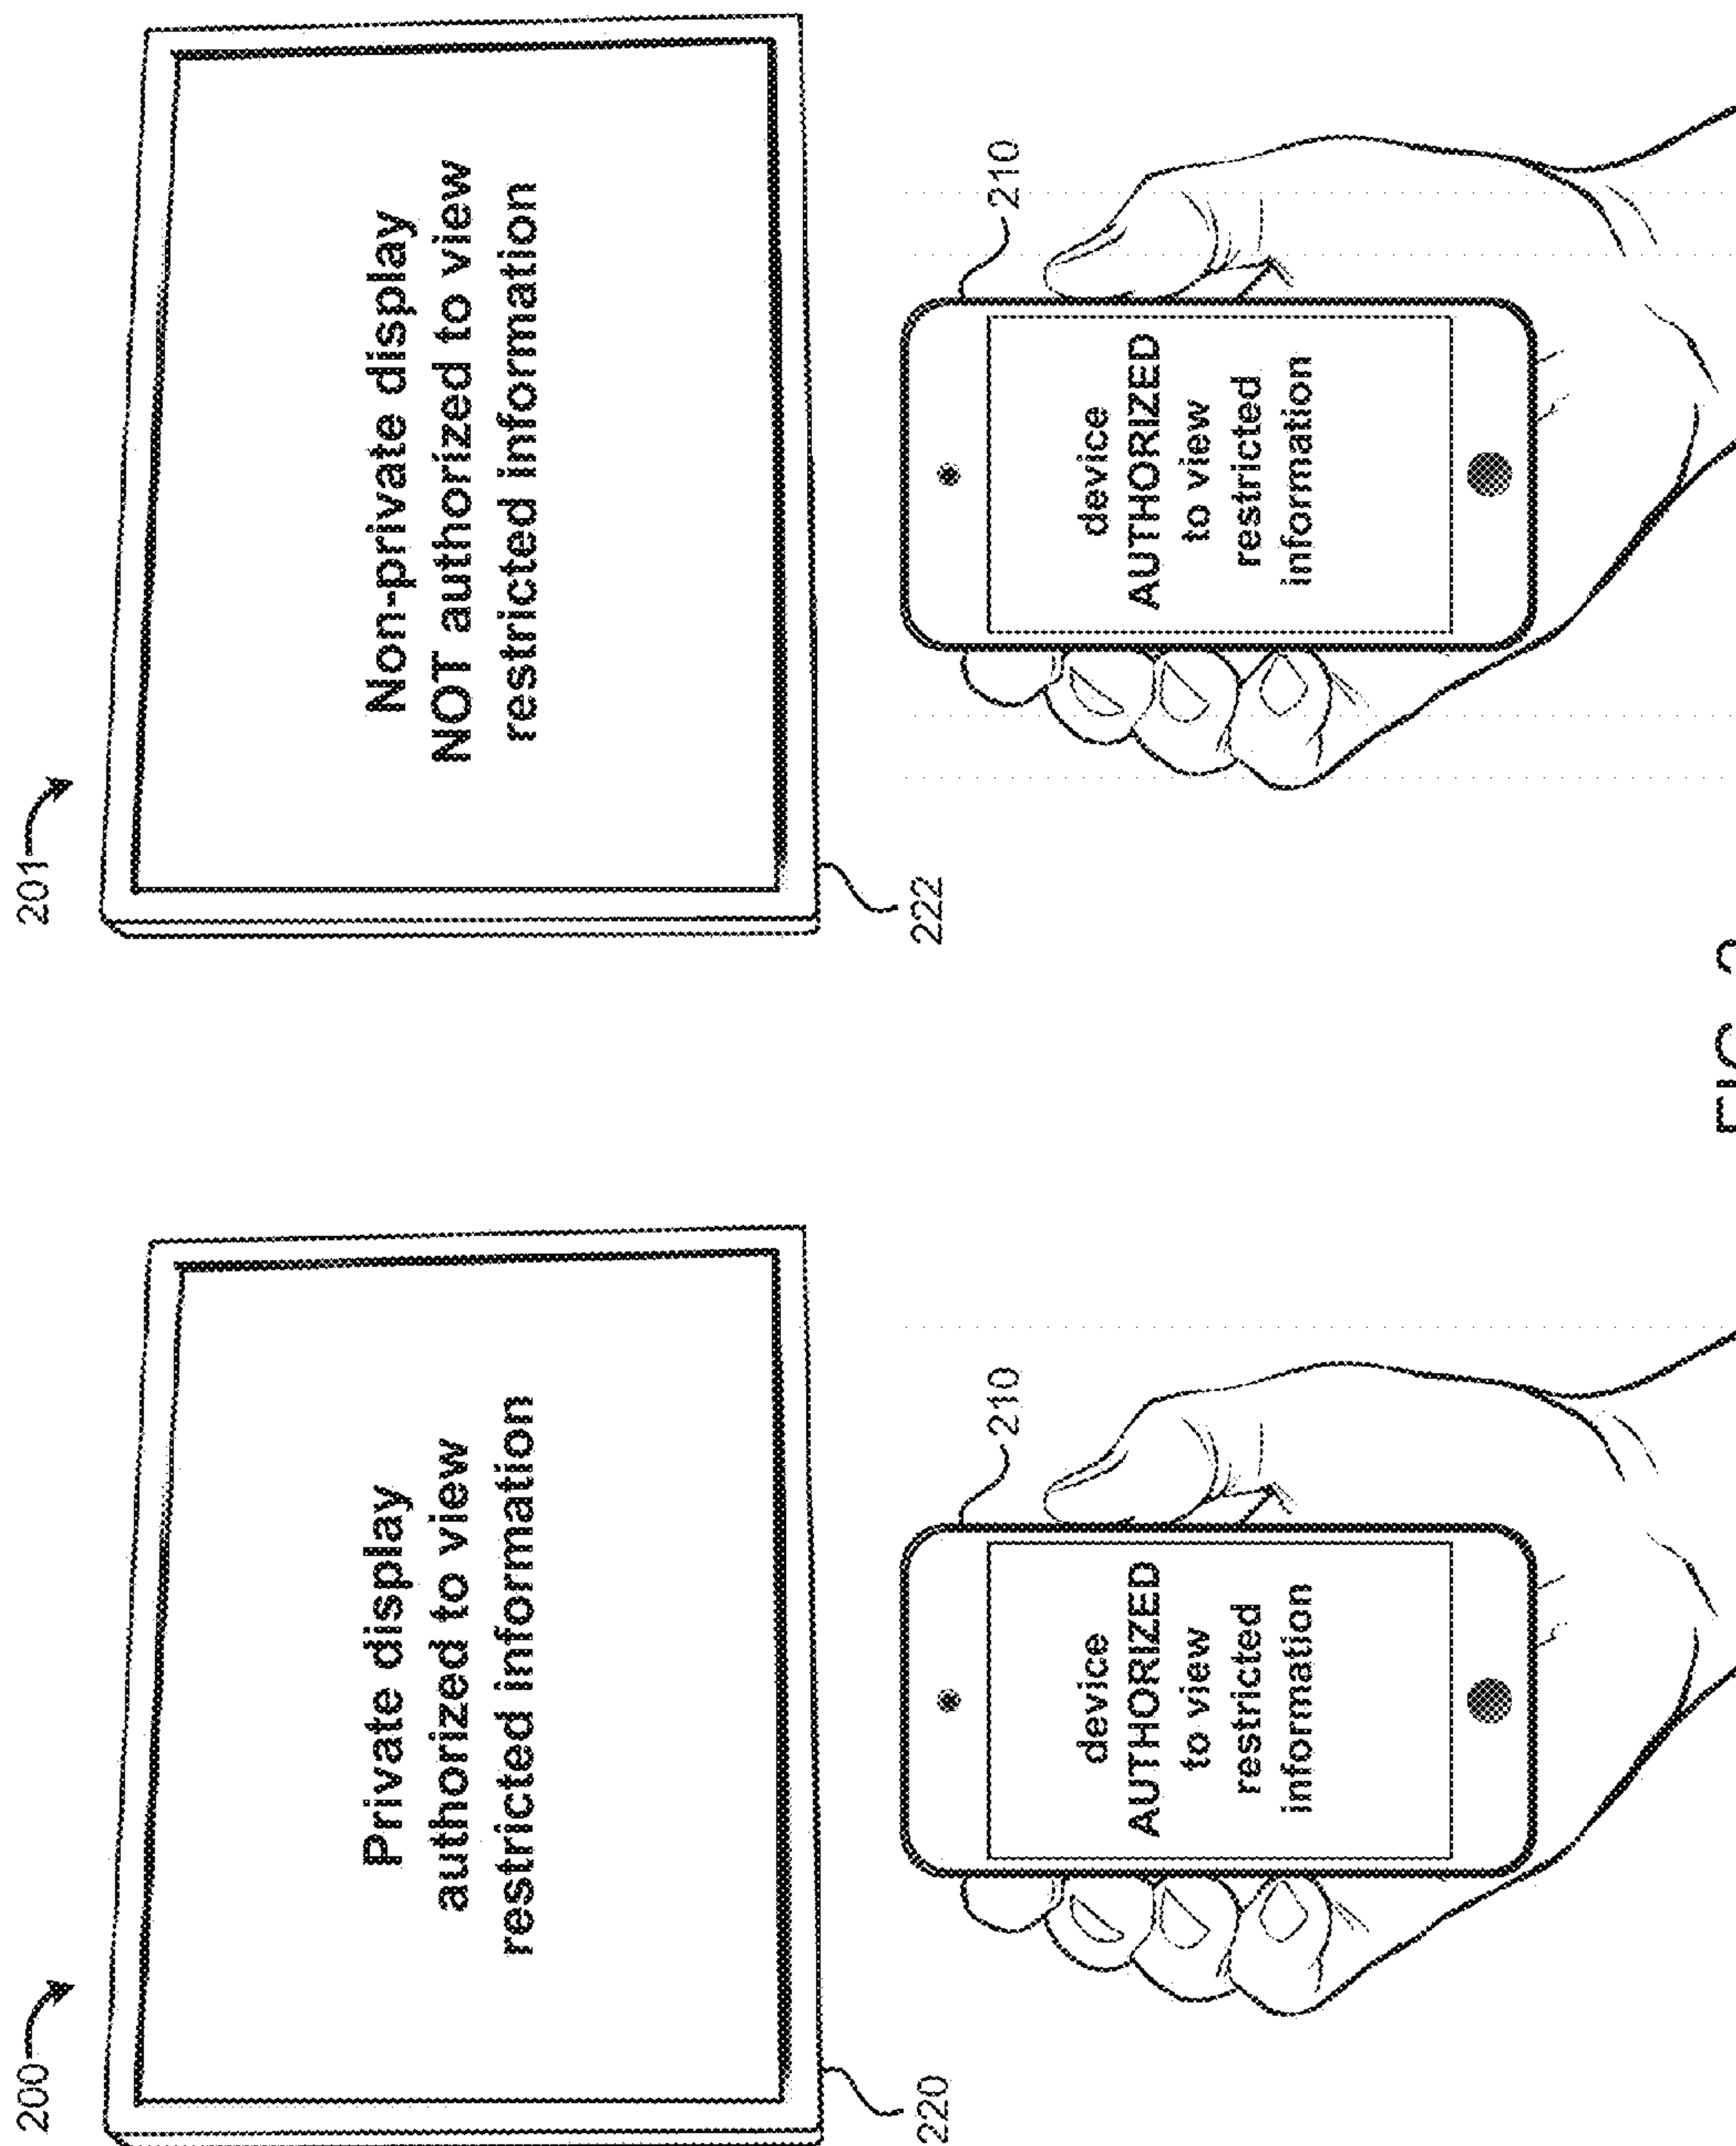 200
Private display
authorized to view
restricted information
220
210
device
AUTHORIZED
to view
restricted
information
201
Non-private display
NOT authorized to view
restricted information
222
210
device
AUTHORIZED
to view
restricted
information